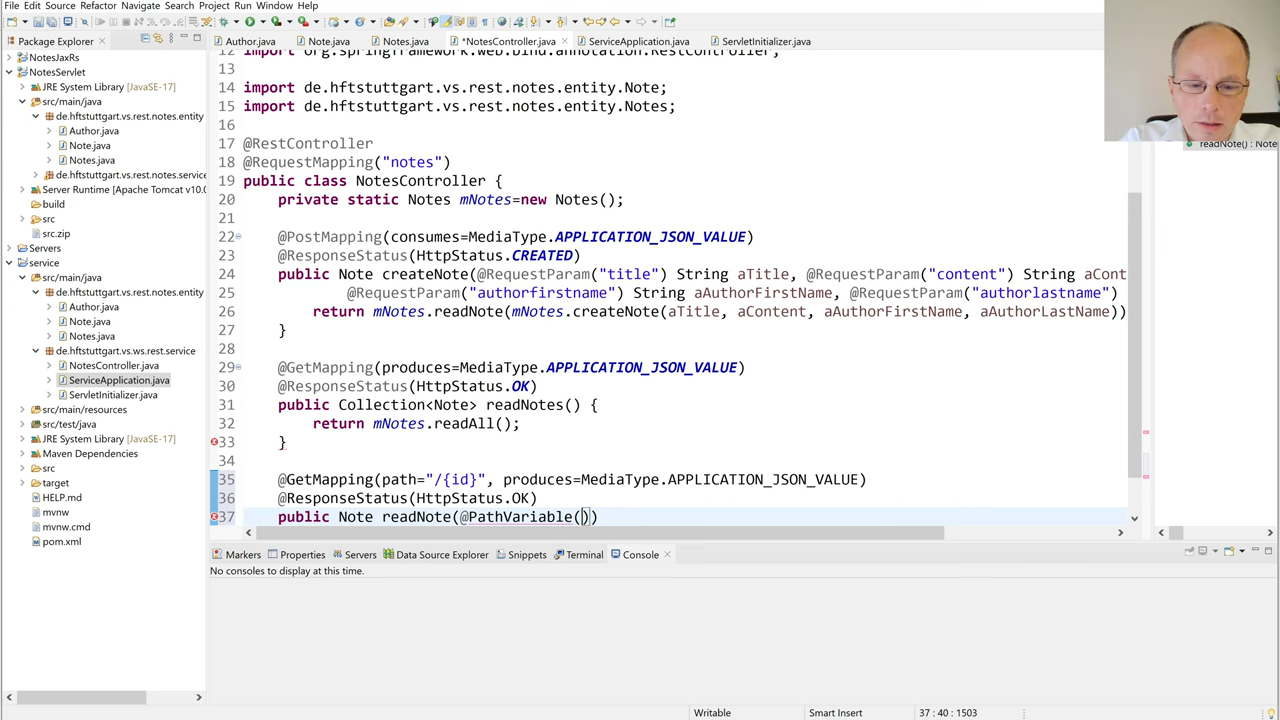 File Edit Source Refactor Navigate Search Project Run Window Help
Package Explorer
Author.java
Note.java
Notes.java
*NotesController.java
ServiceApplication.java
ServletInitializer.java
NotesJaxRs
NotesServlet
JRE System Library [JavaSE-17]
src/main/java
de.hftstuttgart.vs.rest.notes.entity
Author.java
Note.java
Notes.java
de.hftstuttgart.vs.rest.notes.service
Server Runtime [Apache Tomcat v10.0
build
src
src.zip
Servers
service
src/main/java
de.hftstuttgart.vs.rest.notes.entity
Author.java
Note.java
Notes.java
de.hftstuttgart.vs.ws.rest.service
NotesController.java
ServiceApplication.java
ServletInitializer.java
src/main/resources
src/test/java
JRE System Library [JavaSE-17]
Maven Dependencies
src
target
HELP.md
mvnw
mvnw.cmd
pom.xml
12 import org.springframework.web.bind.annotation.RestController;
13
14 import de.hftstuttgart.vs.rest.notes.entity.Note;
15 import de.hftstuttgart.vs.rest.notes.entity.Notes;
16
17 @RestController
18 @RequestMapping("notes")
19 public class NotesController {
20 private static Notes mNotes=new Notes();
21
22 @PostMapping(consumes=MediaType.APPLICATION_JSON_VALUE)
23 @ResponseStatus(HttpStatus.CREATED)
24 public Note createNote(@RequestParam("title") String aTitle, @RequestParam("content") String aCont
25 @RequestParam("authorfirstname") String aAuthorFirstName, @RequestParam("authorlastname")
26 return mNotes.readNote(mNotes.createNote(aTitle, aContent, aAuthorFirstName, aAuthorLastName))
27 }
28
29 @GetMapping(produces=MediaType.APPLICATION_JSON_VALUE)
30 @ResponseStatus(HttpStatus.OK)
31 public Collection<Note> readNotes() {
32 return mNotes.readAll();
33 }
34
35 @GetMapping(path="/{id}", produces=MediaType.APPLICATION_JSON_VALUE)
36 @ResponseStatus(HttpStatus.OK)
37 public Note readNote(@PathVariable())
readNote() : Note
Markers
Properties
Servers
Data Source Explorer
Snippets
Terminal
Console
No consoles to display at this time.
Writable
Smart Insert
37 : 40 : 1503